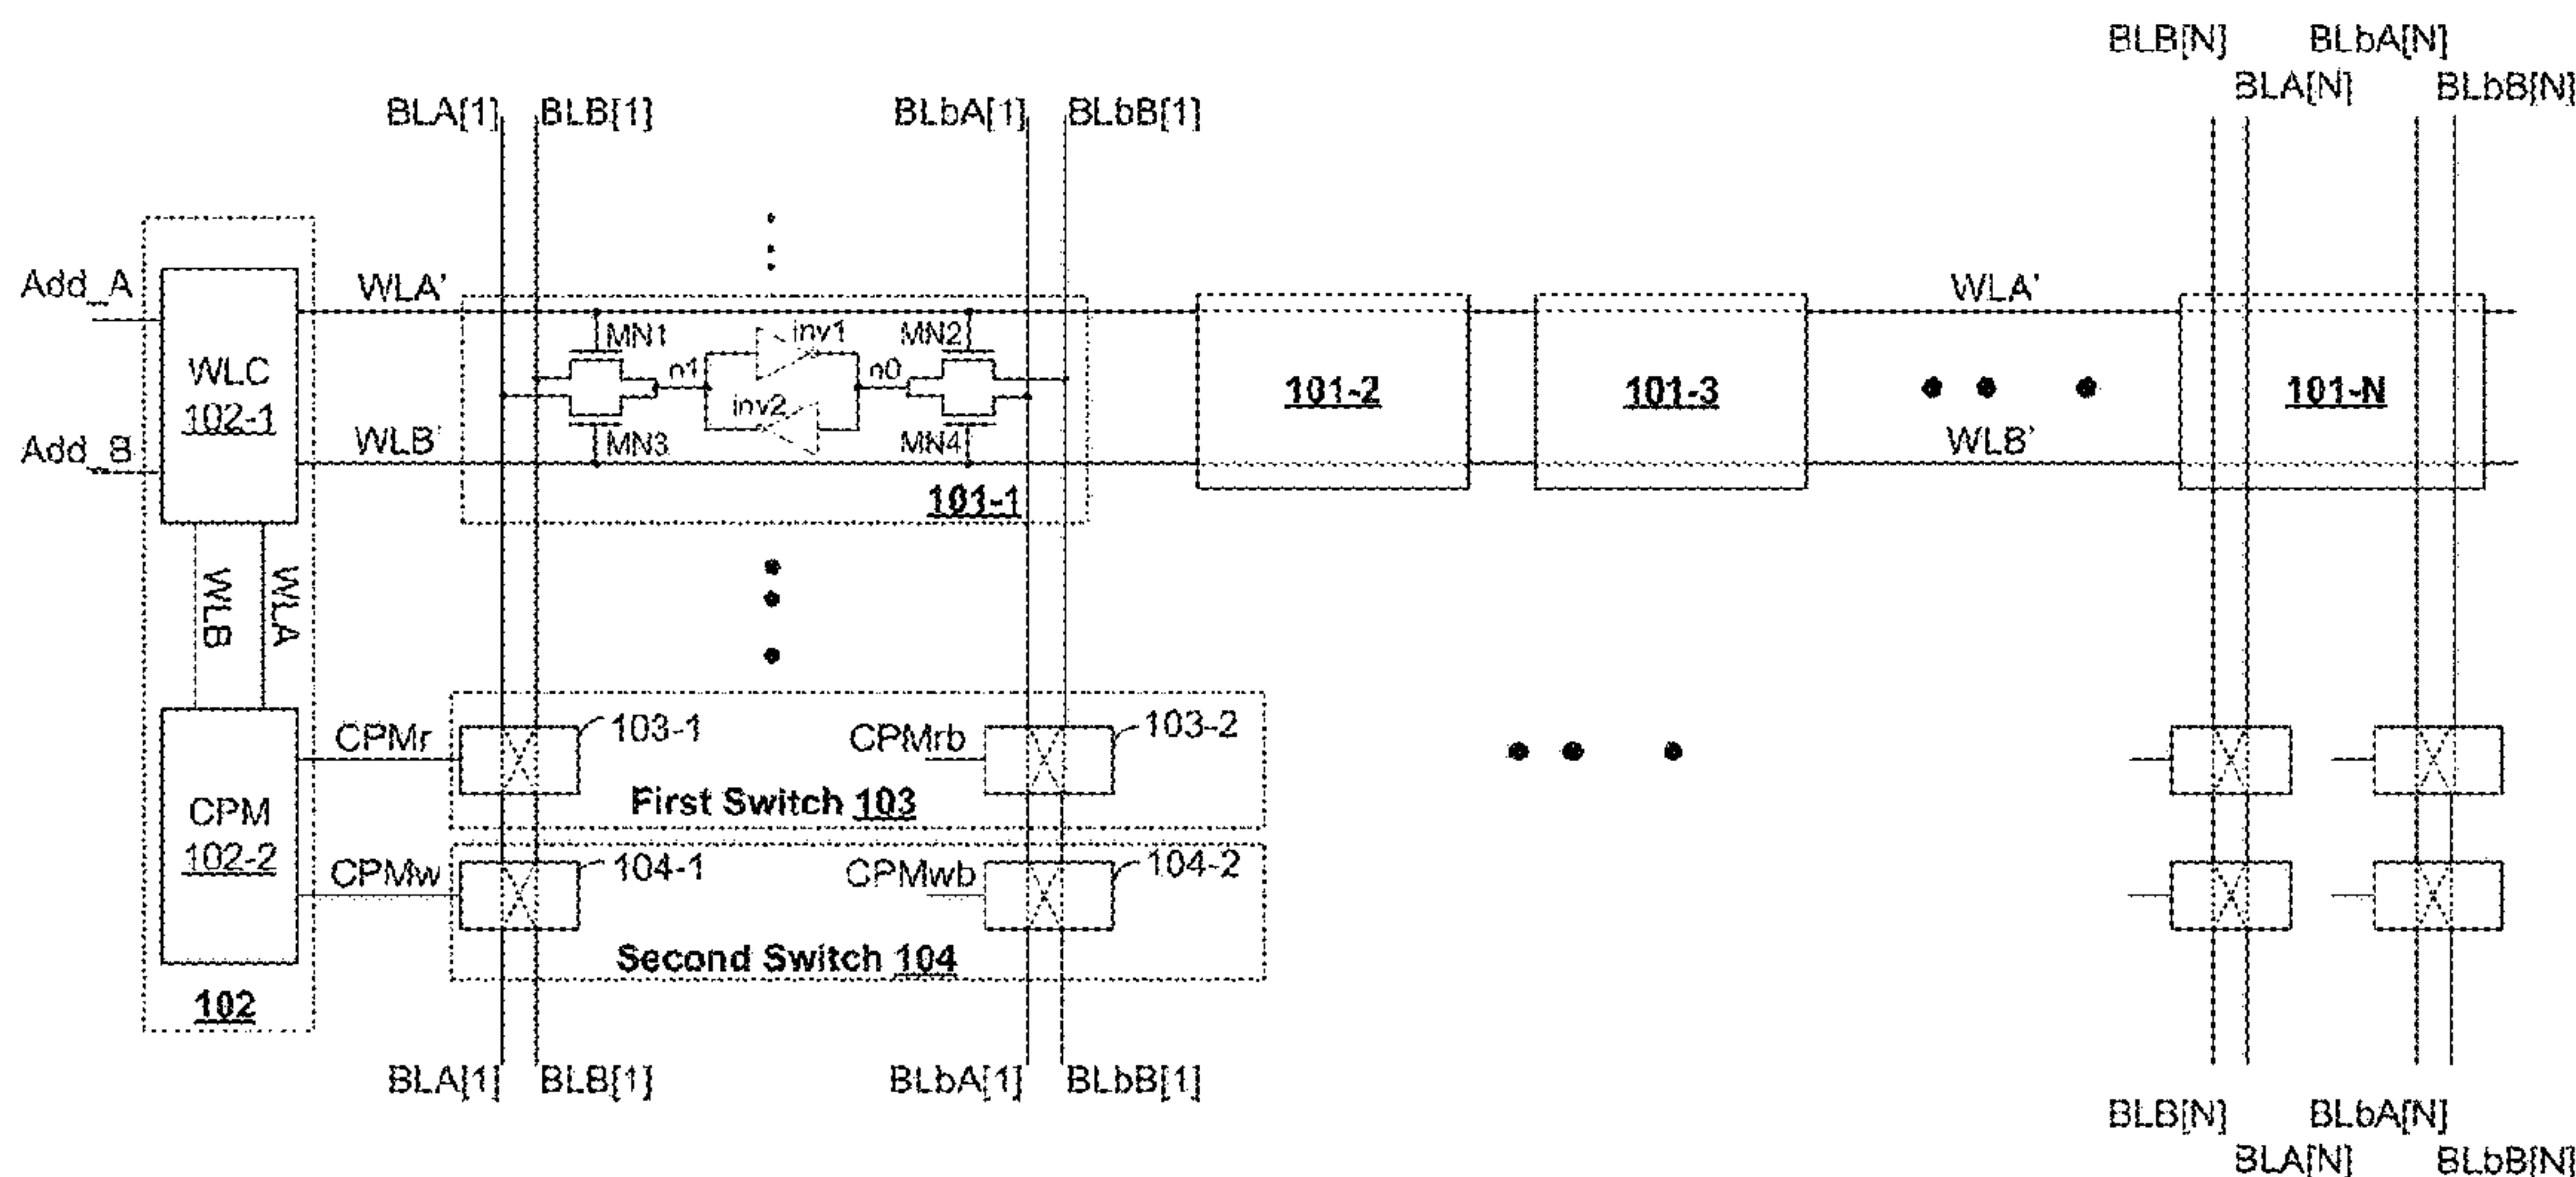 BLB[N] BLbA[N]
BLA[N] BLbB[N]
BLA[1] BLB[1] BLbA[1] BLbB[1]
Add_A
WLA' WLA'
MN1 inv1 MN2
WLC
102-1
n1 n0
101-2 101-3 101-N
inv2
Add_B
WLB' MN3 MN4 WLB'
101-1
WLB WLA
CPMr 103-1 CPMrb 103-2
First Switch 103
CPM
102-2
CPMw 104-1 CPMwb 104-2
Second Switch 104
102
BLA[1] BLB[1] BLbA[1] BLbB[1]
BLB[N] BLbA[N]
BLA[N] BLbB[N]